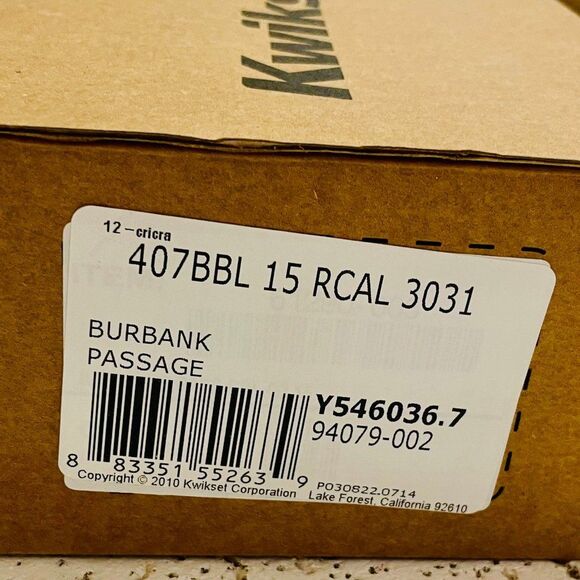 Kwiks
12-cricra
407BBL 15 RCAL 3031
BURBANK
PASSAGE
Y546036.7
94079-002
8 83351 55263 9
P030822.0714
Copyright © 2010 Kwikset Corporation Lake Forest, California 92610